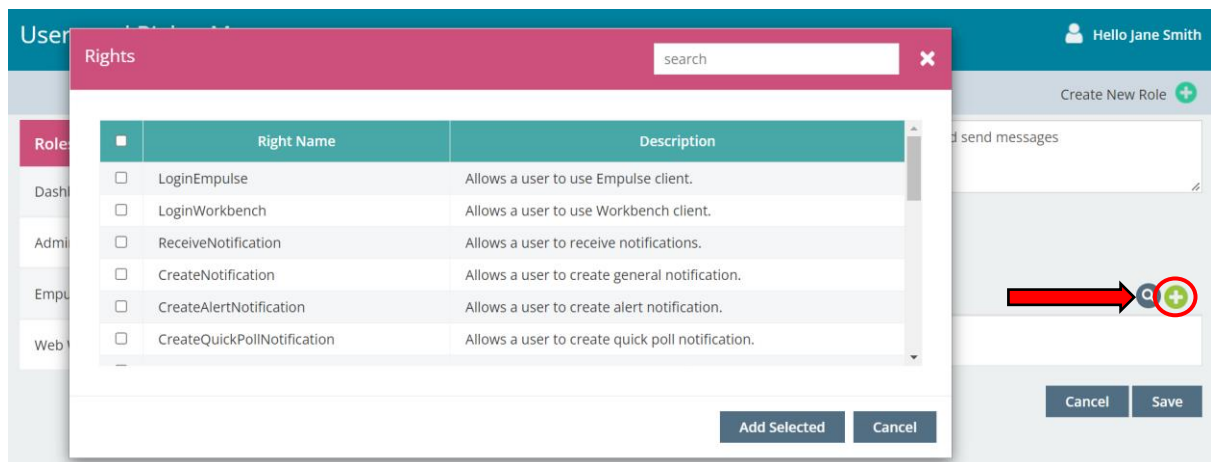 User
Hello Jane Smith
Rights
search
Create New Role
Right Name Description
LoginEmpulse Allows a user to use Empulse client.
LoginWorkbench Allows a user to use Workbench client.
ReceiveNotification Allows a user to receive notifications.
CreateNotification Allows a user to create general notification.
CreateAlertNotification Allows a user to create alert notification.
CreateQuickPollNotification Allows a user to create quick poll notification.
Add Selected Cancel
Role
Dash
Admi
Empu
Web
d send messages
Cancel Save